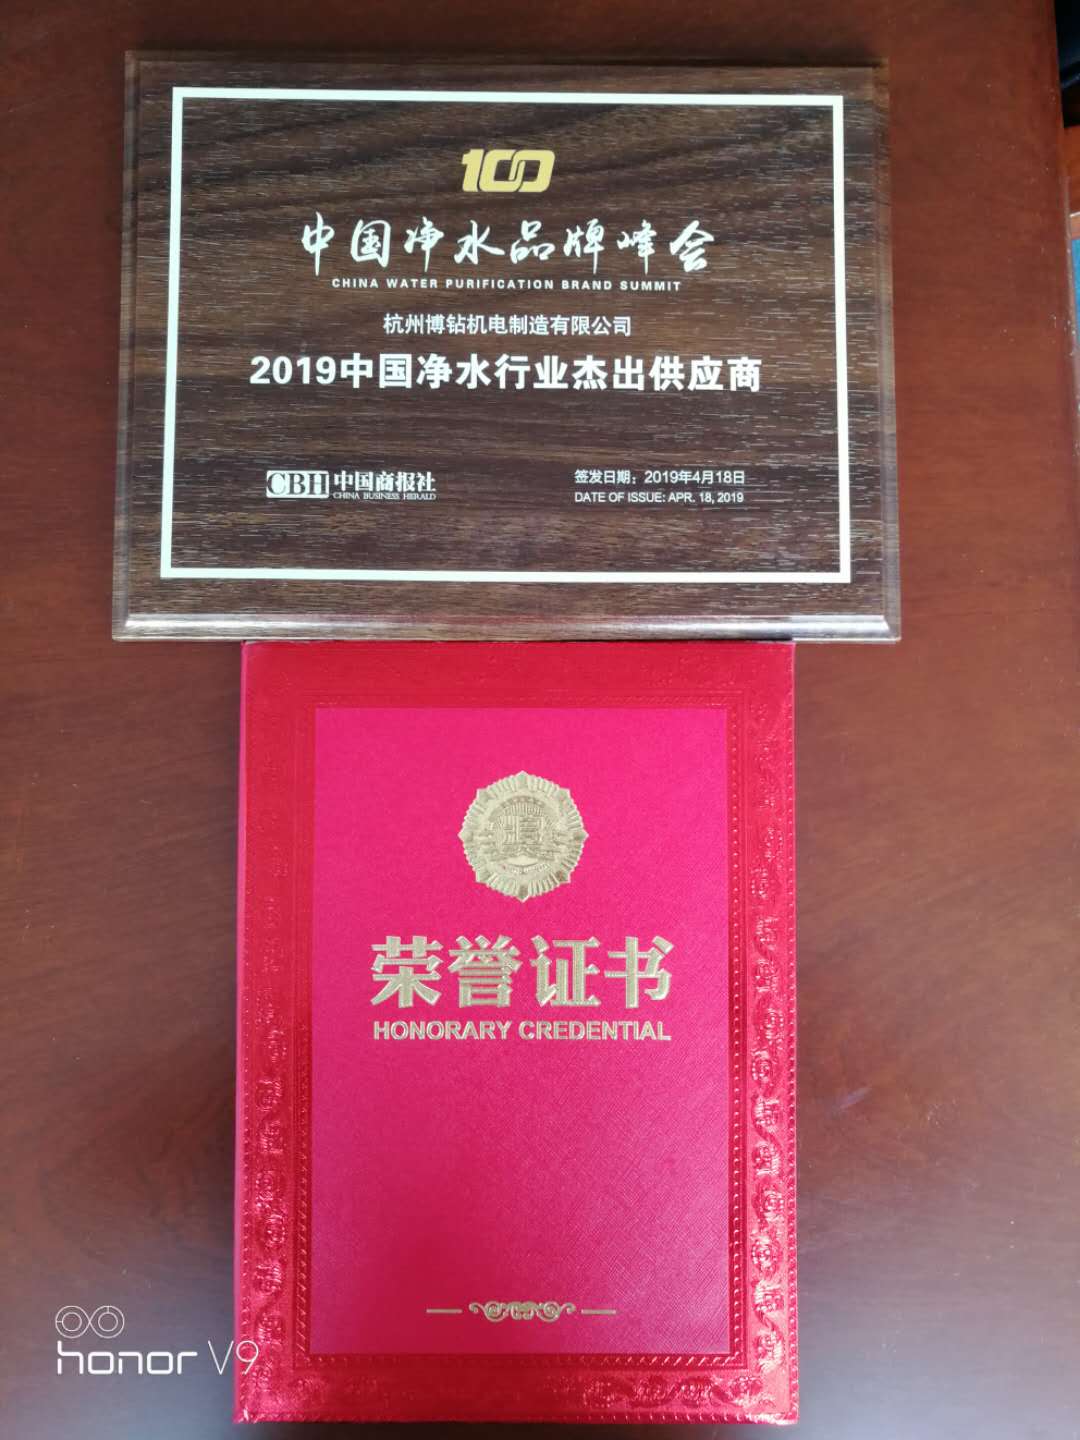 100
中国净水品牌峰会
CHINA WATER PURIFICATION BRAND SUMMIT
杭州博钻机电制造有限公司
2019中国净水行业杰出供应商
CBH 中国商报社
CHINA BUSINESS HERALD
签发日期：2019年4月18日
DATE OF ISSUE: APR. 18, 2019
荣誉证书
HONORARY CREDENTIAL
honor V9